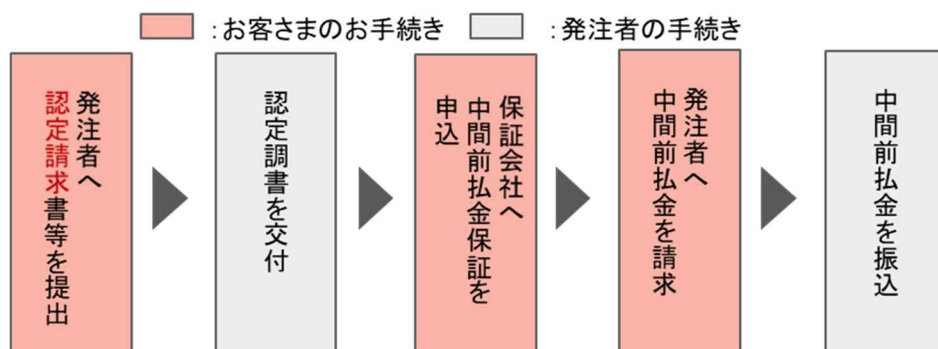 ：お客さまのお手続き
：発注者の手続き
発注者へ
認定請求書等を提出
認定調書を交付
保証会社へ
中間前払金保証を
申込
発注者へ
中間前払金を請求
中間前払金を振込